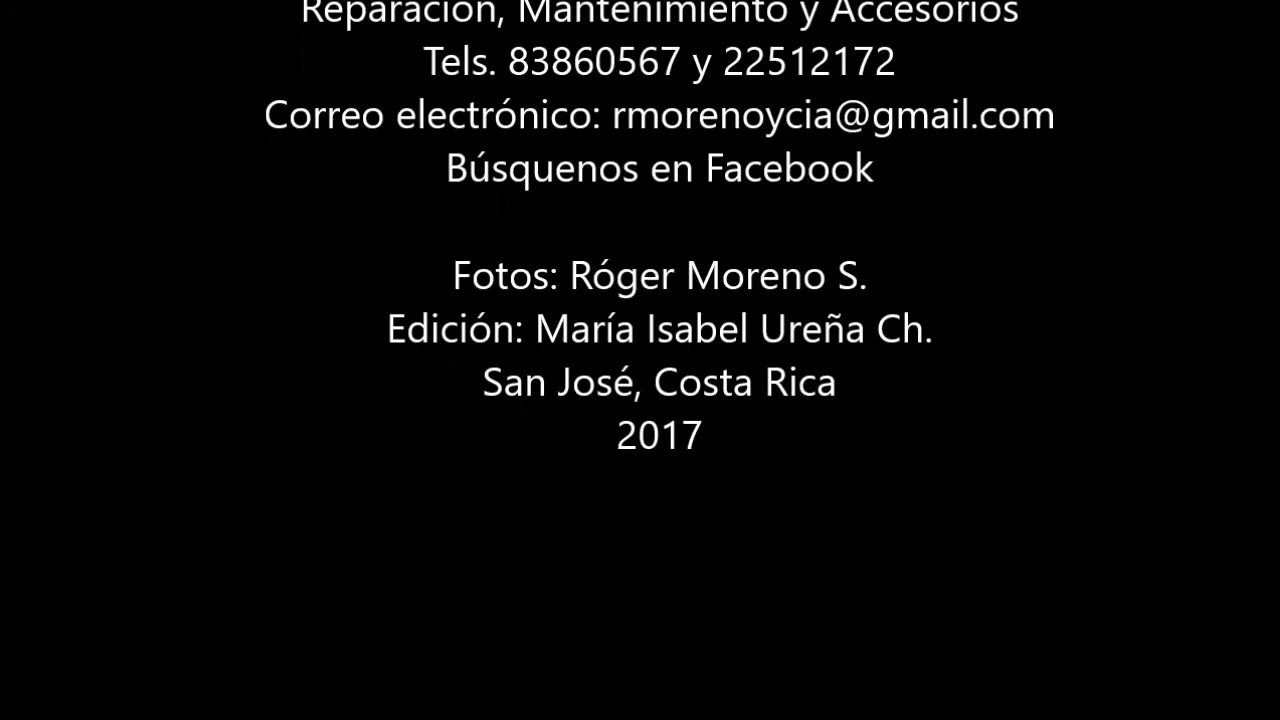 Reparación, Mantenimiento y Accesorios
Tels. 83860567 y 22512172
Correo electrónico: rmorenoycia@gmail.com
Búsquenos en Facebook
Fotos: Róger Moreno S.
Edición: María Isabel Ureña Ch.
San José, Costa Rica
2017